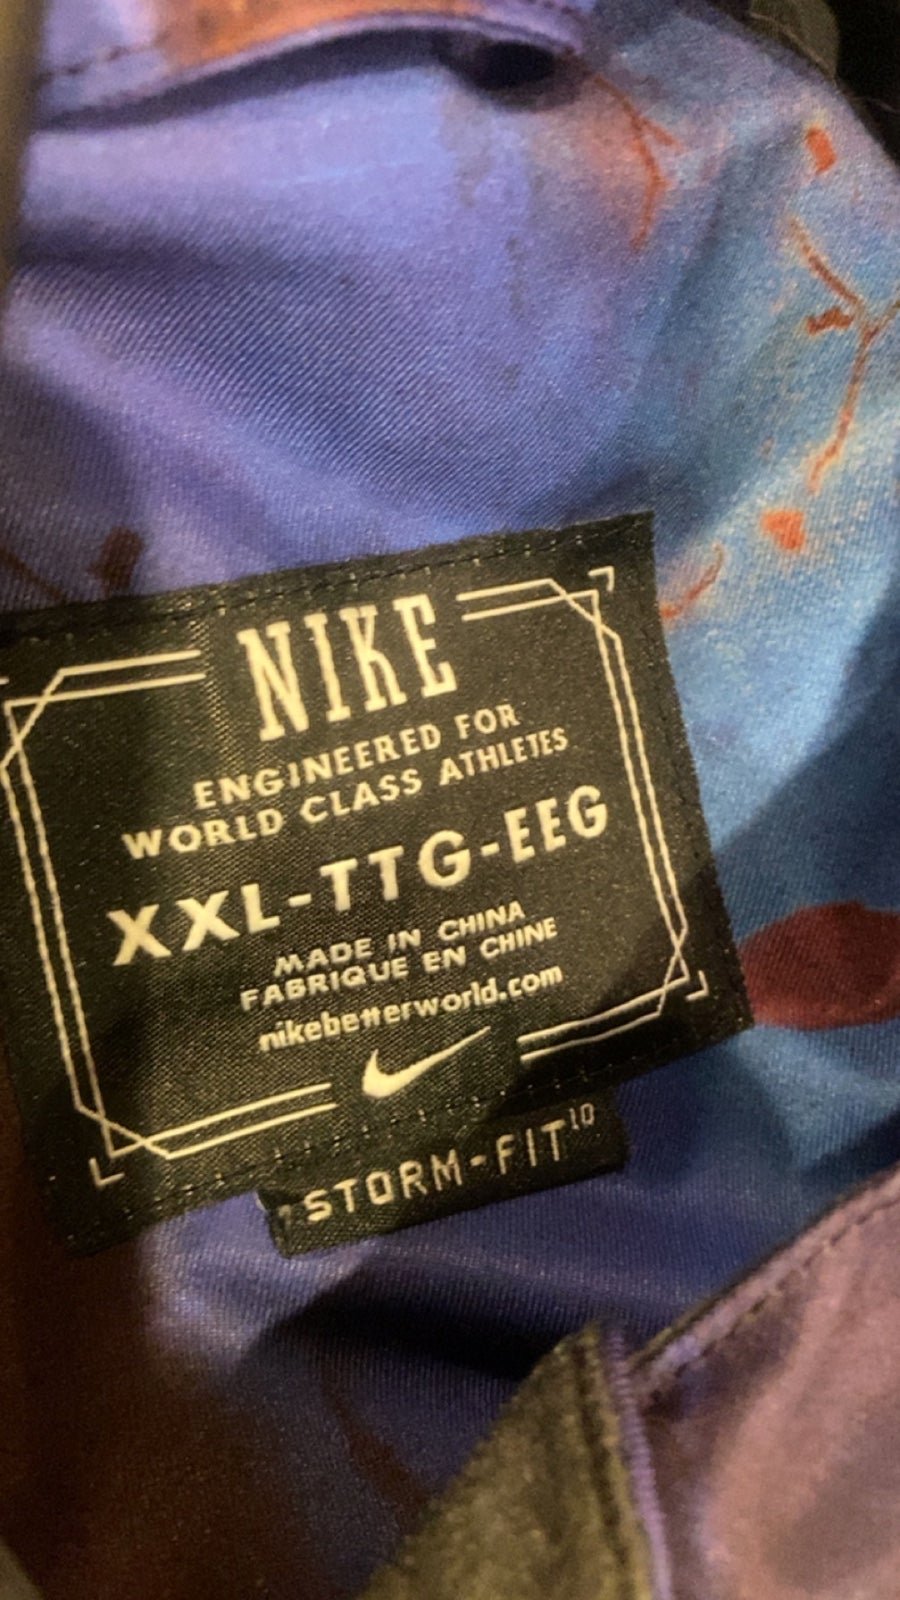 NIKE
ENGINEERED FOR
WORLD CLASS ATHLETES
XXL-TTG-EEG
MADE IN CHINA
FABRIQUE EN CHINE
nikebetterworld.com
STORM-FIT10